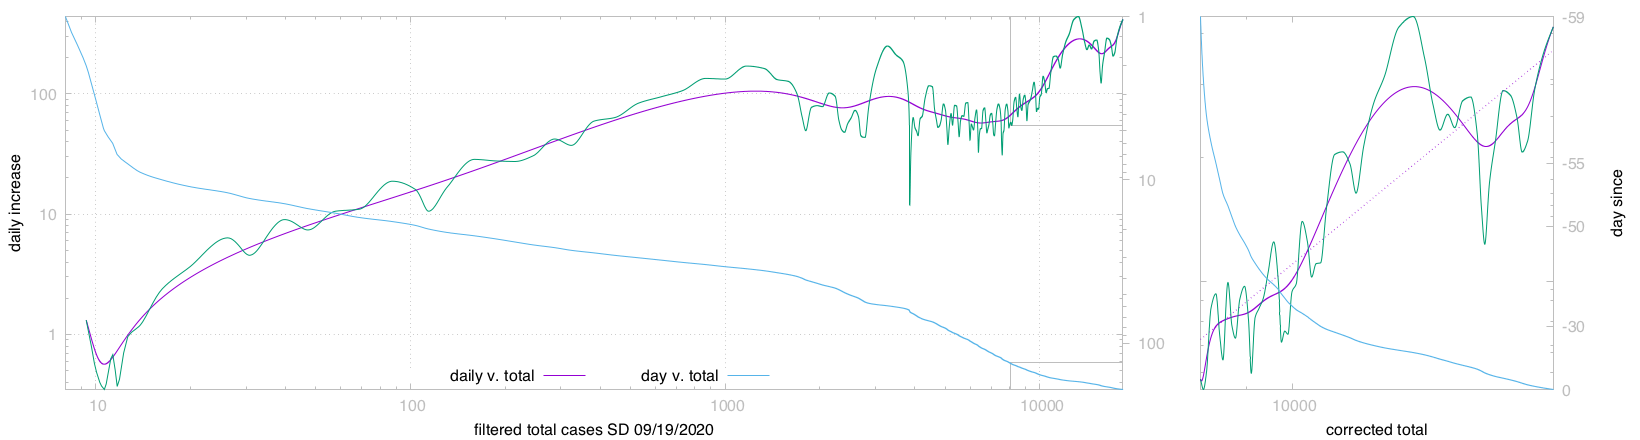 daily increase
100
10
1
10
100
1000
10000
1
10
100
daily v. total
day v. total
filtered total cases SD 09/19/2020
10000
corrected total
-59
-55
-50
-30
0
day since